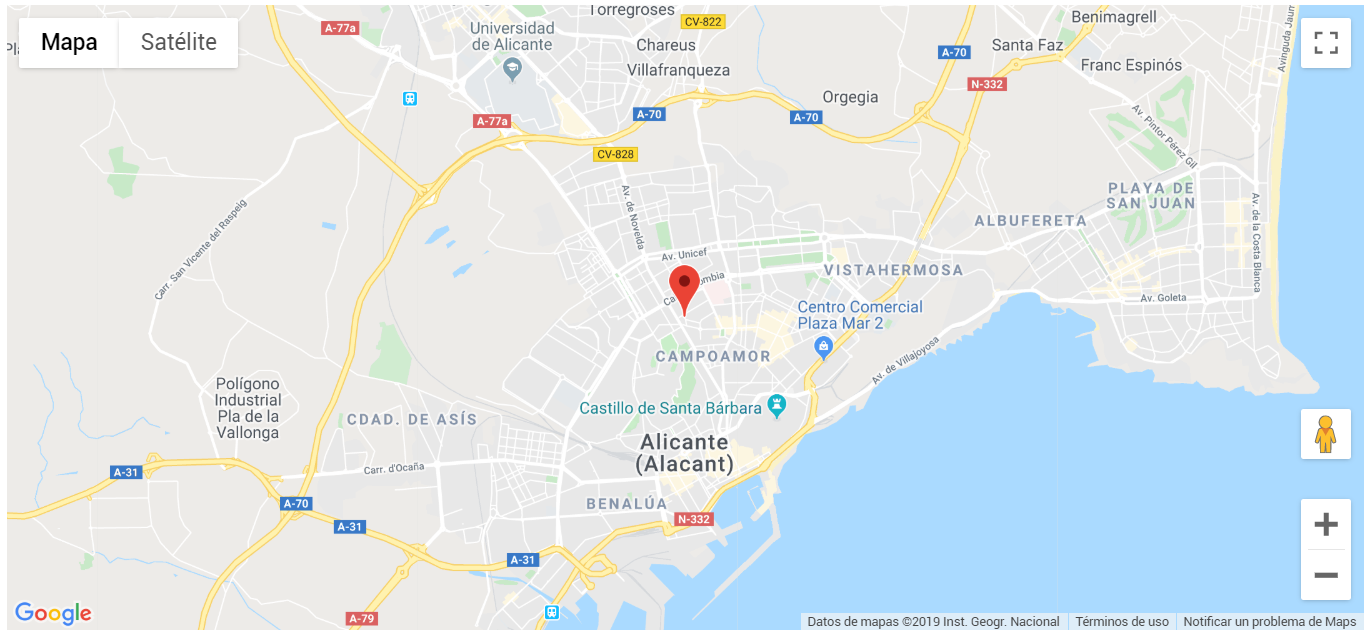 Mapa
Satélite
A-77a
Torregroses
CV-822
Benimagrell
Avinguda Jaum
Universidad
de Alicante
Chareus
Santa Faz
A-70
Villafranqueza
Franc Espinós
N-332
Orgegia
A-70
A-70
A-77a
Av. Pintor Pérez Gil
CV-828
Av. de Novelda
PLAYA DE
SAN JUAN
Carr. San Vicente del Raspeig
ALBUFERETA
Av. de la Costa Blanca
Av. Unicef
VISTAHERMOSA
Av. Goleta
Centro Comercial
Plaza Mar 2
CAMPOAMOR
Av. de Villajoyosa
Polígono
Industrial
Pla de la
Vallonga
CDAD. DE ASÍS
Castillo de Santa Bárbara
Alicante
(Alacant)
A-31
Carr. d'Ocaña
A-70
BENALÚA
A-31
N-332
A-31
Google
A-79
Datos de mapas ©2019 Inst. Geogr. Nacional
Términos de uso
Notificar un problema de Maps